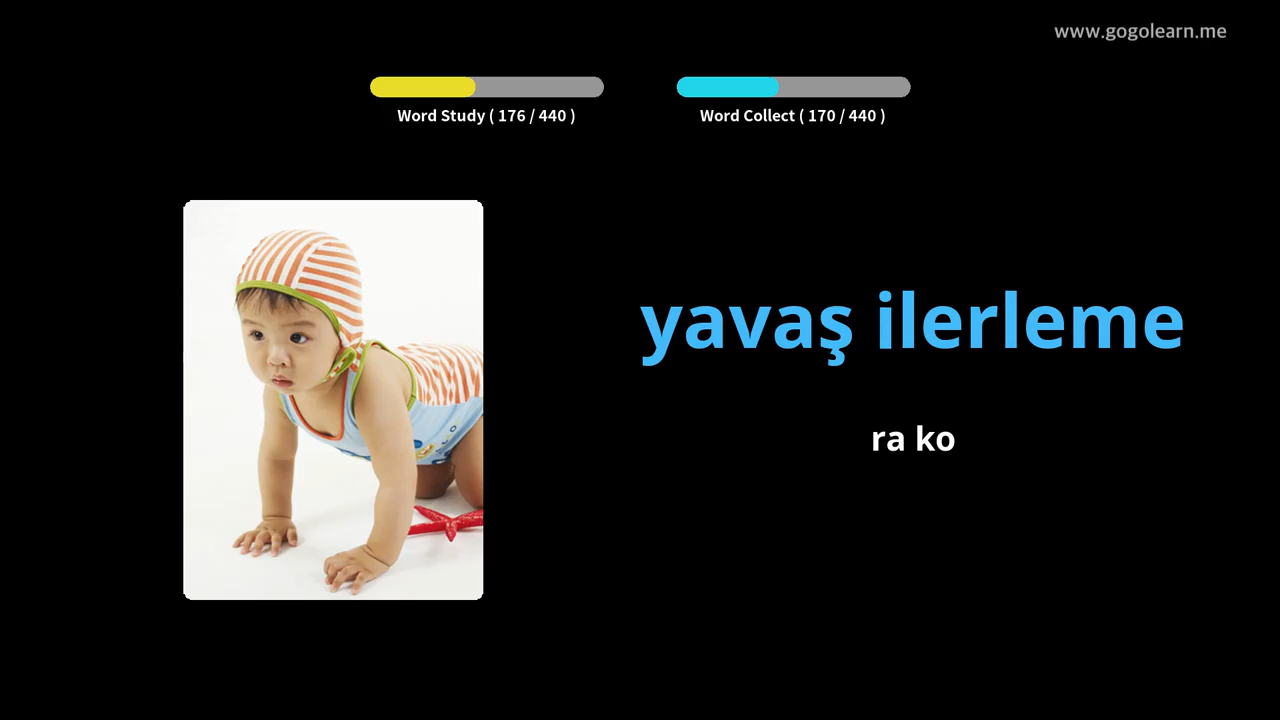 www.gogolearn.me
Word Study ( 176 / 440 )
Word Collect ( 170 / 440 )
yavaş ilerleme
ra ko